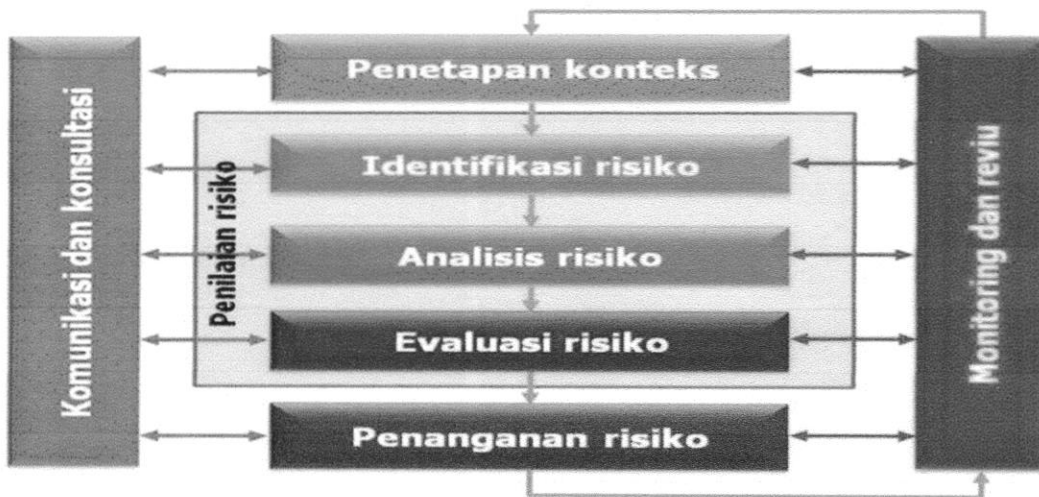 Komunikasi dan konsultasi
Penetapan konteks
Penilaian risiko
Identifikasi risiko
Analisis risiko
Evaluasi risiko
Penanganan risiko
Monitoring dan reviu